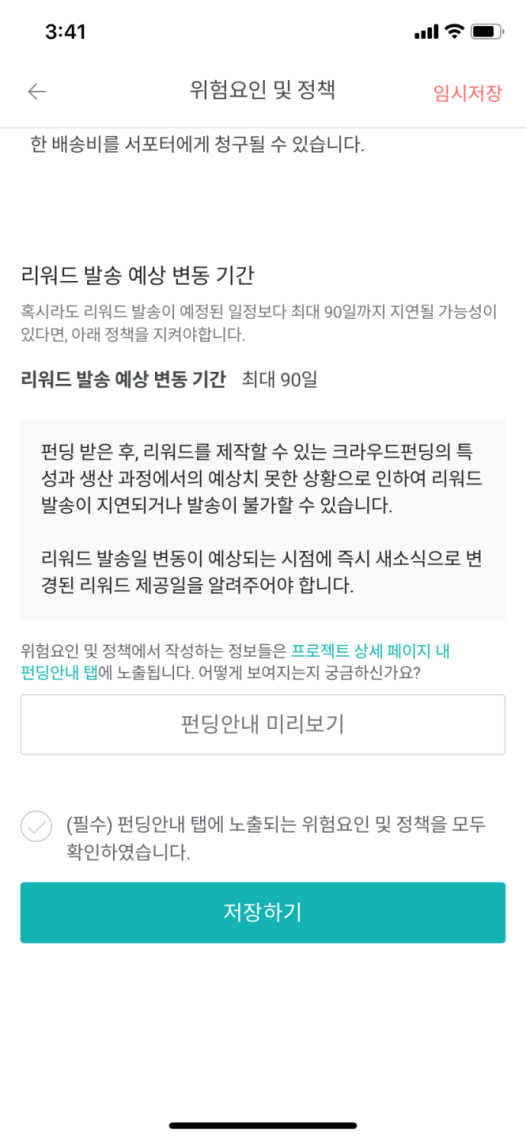 3:41
위험요인 및 정책
임시저장
한 배송비를 서포터에게 청구될 수 있습니다.
리워드 발송 예상 변동 기간
혹시라도 리워드 발송이 예정된 일정보다 최대 90일까지 지연될 가능성이
있다면, 아래 정책을 지켜야합니다.
리워드 발송 예상 변동 기간 최대 90일
펀딩 받은 후, 리워드를 제작할 수 있는 크라우드펀딩의 특
성과 생산 과정에서의 예상치 못한 상황으로 인하여 리워드
발송이 지연되거나 발송이 불가할 수 있습니다.
리워드 발송일 변동이 예상되는 시점에 즉시 새소식으로 변
경된 리워드 제공일을 알려주어야 합니다.
위험요인 및 정책에서 작성하는 정보들은 프로젝트 상세 페이지 내
펀딩안내 탭에 노출됩니다. 어떻게 보여지는지 궁금하신가요?
펀딩안내 미리보기
(필수) 펀딩안내 탭에 노출되는 위험요인 및 정책을 모두
확인하였습니다.
저장하기